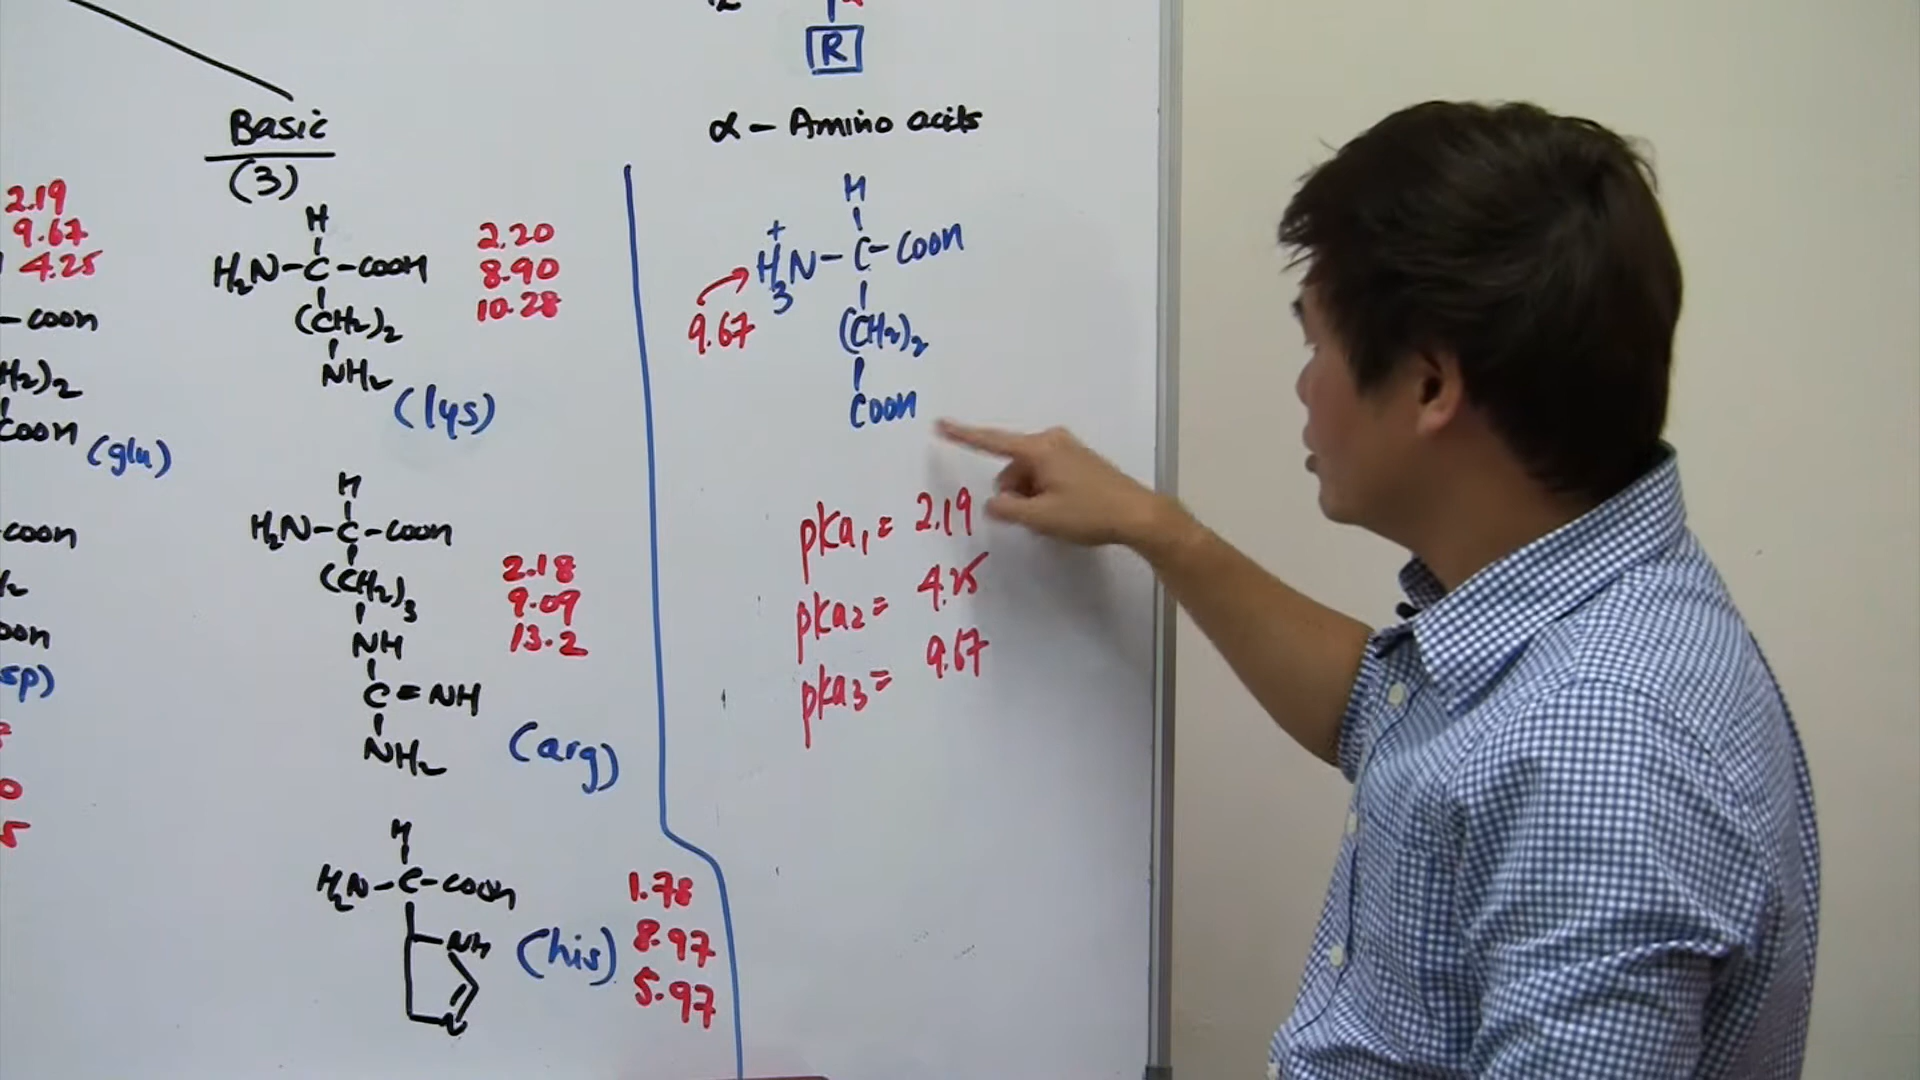 R
α - Amino acids
Basic
(3)
2.19
9.67
4.25
-COOH
H₂)₂
COOH (glu)
-COOH
OOH
sp)
0
5
H
H₂N-C-COOH
(CH₂)₂
NH₂
(lys)
2.20
8.90
10.28
H
H₂N-C-COOH
(CH₂)₃
NH
C=NH
NH₂
(arg)
2.18
9.09
13.2
H
H₂N-C-COOH
NH
N
(his)
1.78
8.97
5.97
H
+
H₃N-C-COOH
9.67
(CH₂)₂
COOH
pka₁= 2.19
pka₂= 4.25
pka₃= 9.67